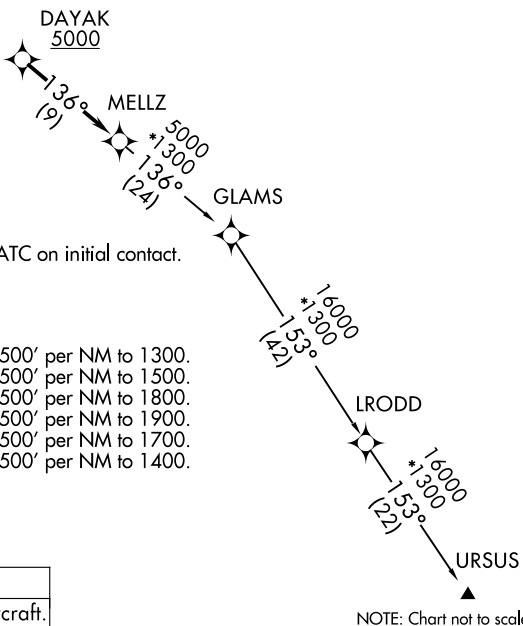 DAYAK
5000
136°
(9)
MELLZ
5000
*1300
136°
(24)
GLAMS
ATC on initial contact.
16000
*1300
153°
(42)
500' per NM to 1300.
500' per NM to 1500.
500' per NM to 1800.
500' per NM to 1900.
500' per NM to 1700.
500' per NM to 1400.
LRODD
16000
*1300
153°
(22)
URSUS
craft.
NOTE: Chart not to scale